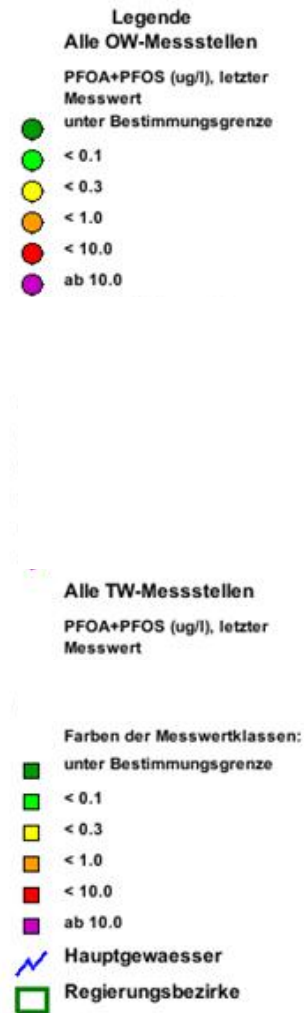 Legende
Alle OW-Messstellen
PFOA+PFOS (ug/l), letzter
Messwert
unter Bestimmungsgrenze
< 0.1
< 0.3
< 1.0
< 10.0
ab 10.0
Alle TW-Messstellen
PFOA+PFOS (ug/l), letzter
Messwert
Farben der Messwertklassen:
unter Bestimmungsgrenze
< 0.1
< 0.3
< 1.0
< 10.0
ab 10.0
Hauptgewaesser
Regierungsbezirke